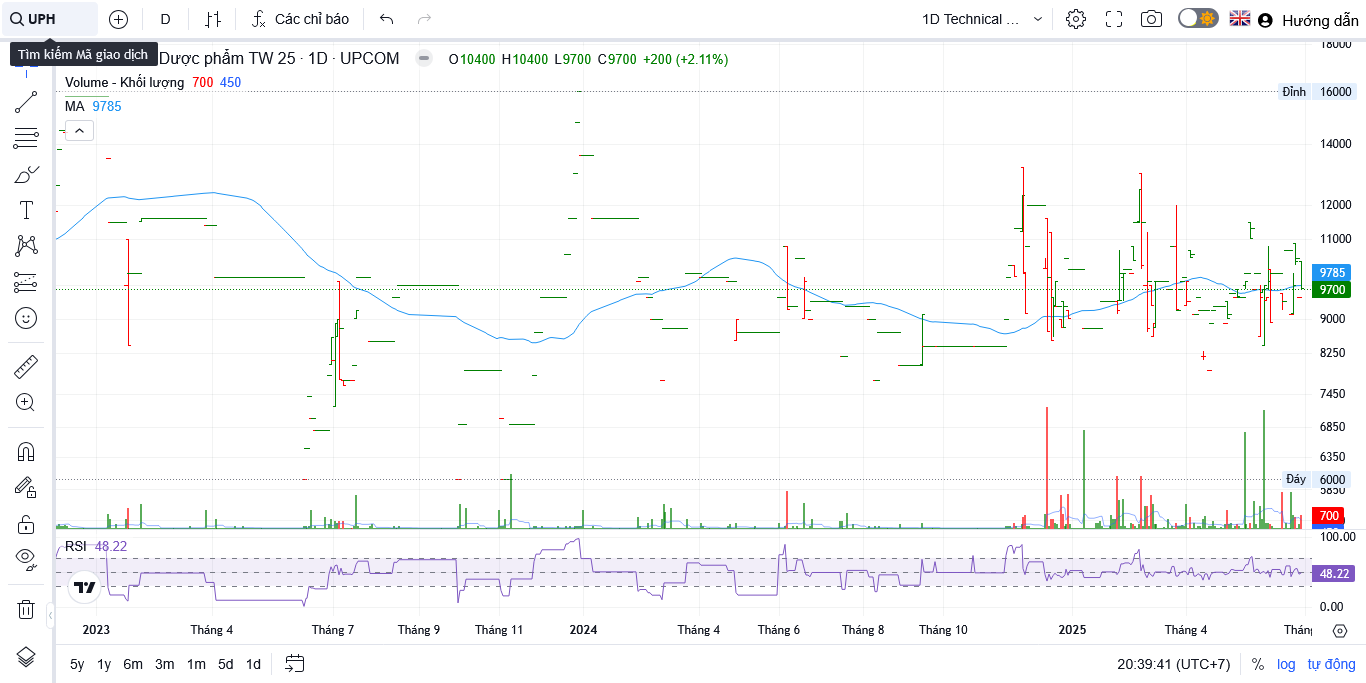 UPH
D
Các chỉ báo
1D Technical ...
Hướng dẫn
Tìm kiếm Mã giao dịch
Dược phẩm TW 25 · 1D · UPCOM
O10400 H10400 L9700 C9700 +200 (+2.11%)
Volume - Khối lượng 700 450
MA 9785
18000
Đỉnh 16000
14000
12000
11000
9785
9700
9000
8250
7450
6850
6350
Đáy 6000
5850
700
RSI 48.22
100.00
48.22
0.00
2023 Tháng 4 Tháng 7 Tháng 9 Tháng 11 2024 Tháng 4 Tháng 6 Tháng 8 Tháng 10 2025 Tháng 4 Thán
5y 1y 6m 3m 1m 5d 1d
20:39:41 (UTC+7) % log tự động